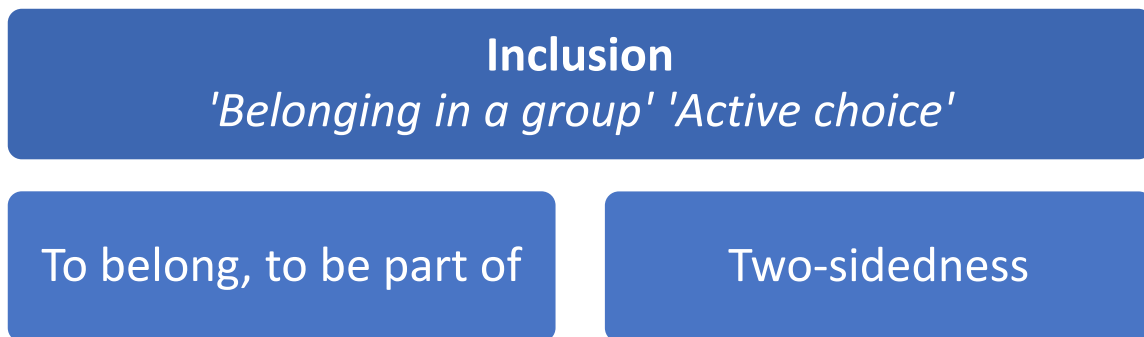 Inclusion
'Belonging in a group' 'Active choice'
To belong, to be part of
Two-sidedness